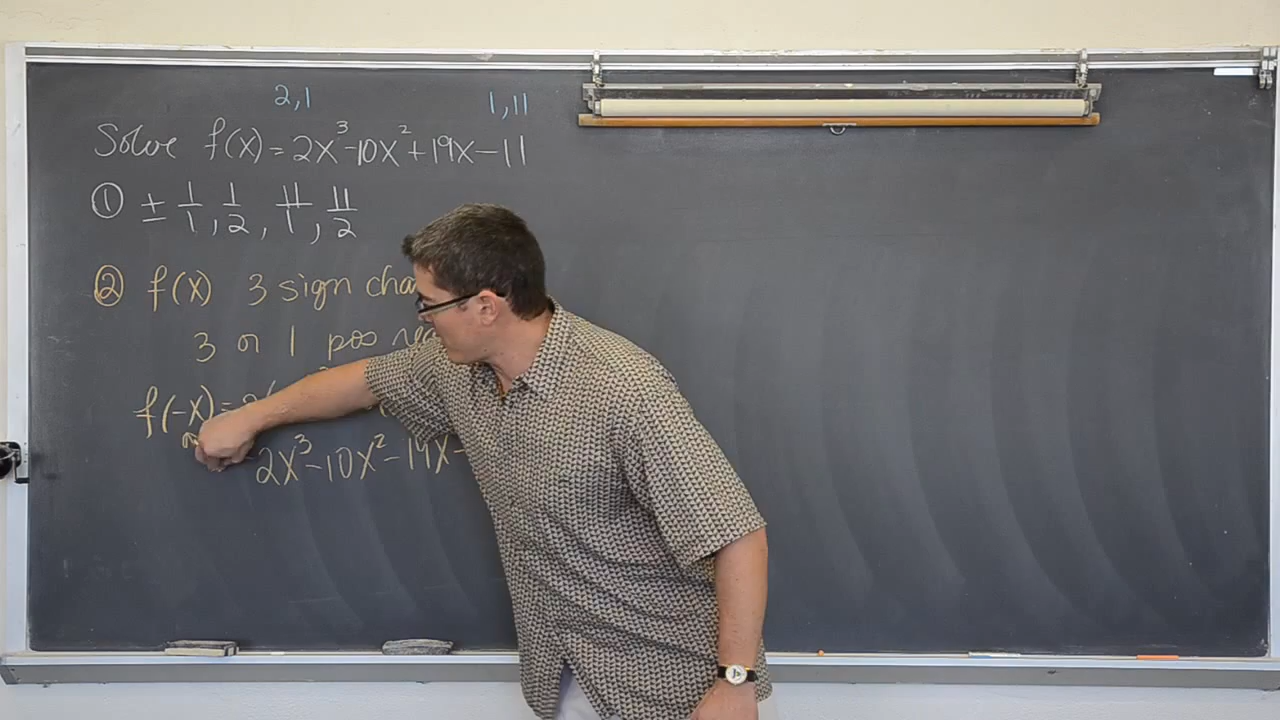 2,1 1,11
Solve f(x)=2x³-10x²+19x-11
① ± 1/1, 1/2, 11/1, 11/2
② f(x) 3 sign
3 or 1 pos
f(-x)=
-2x³-10x²-19x-